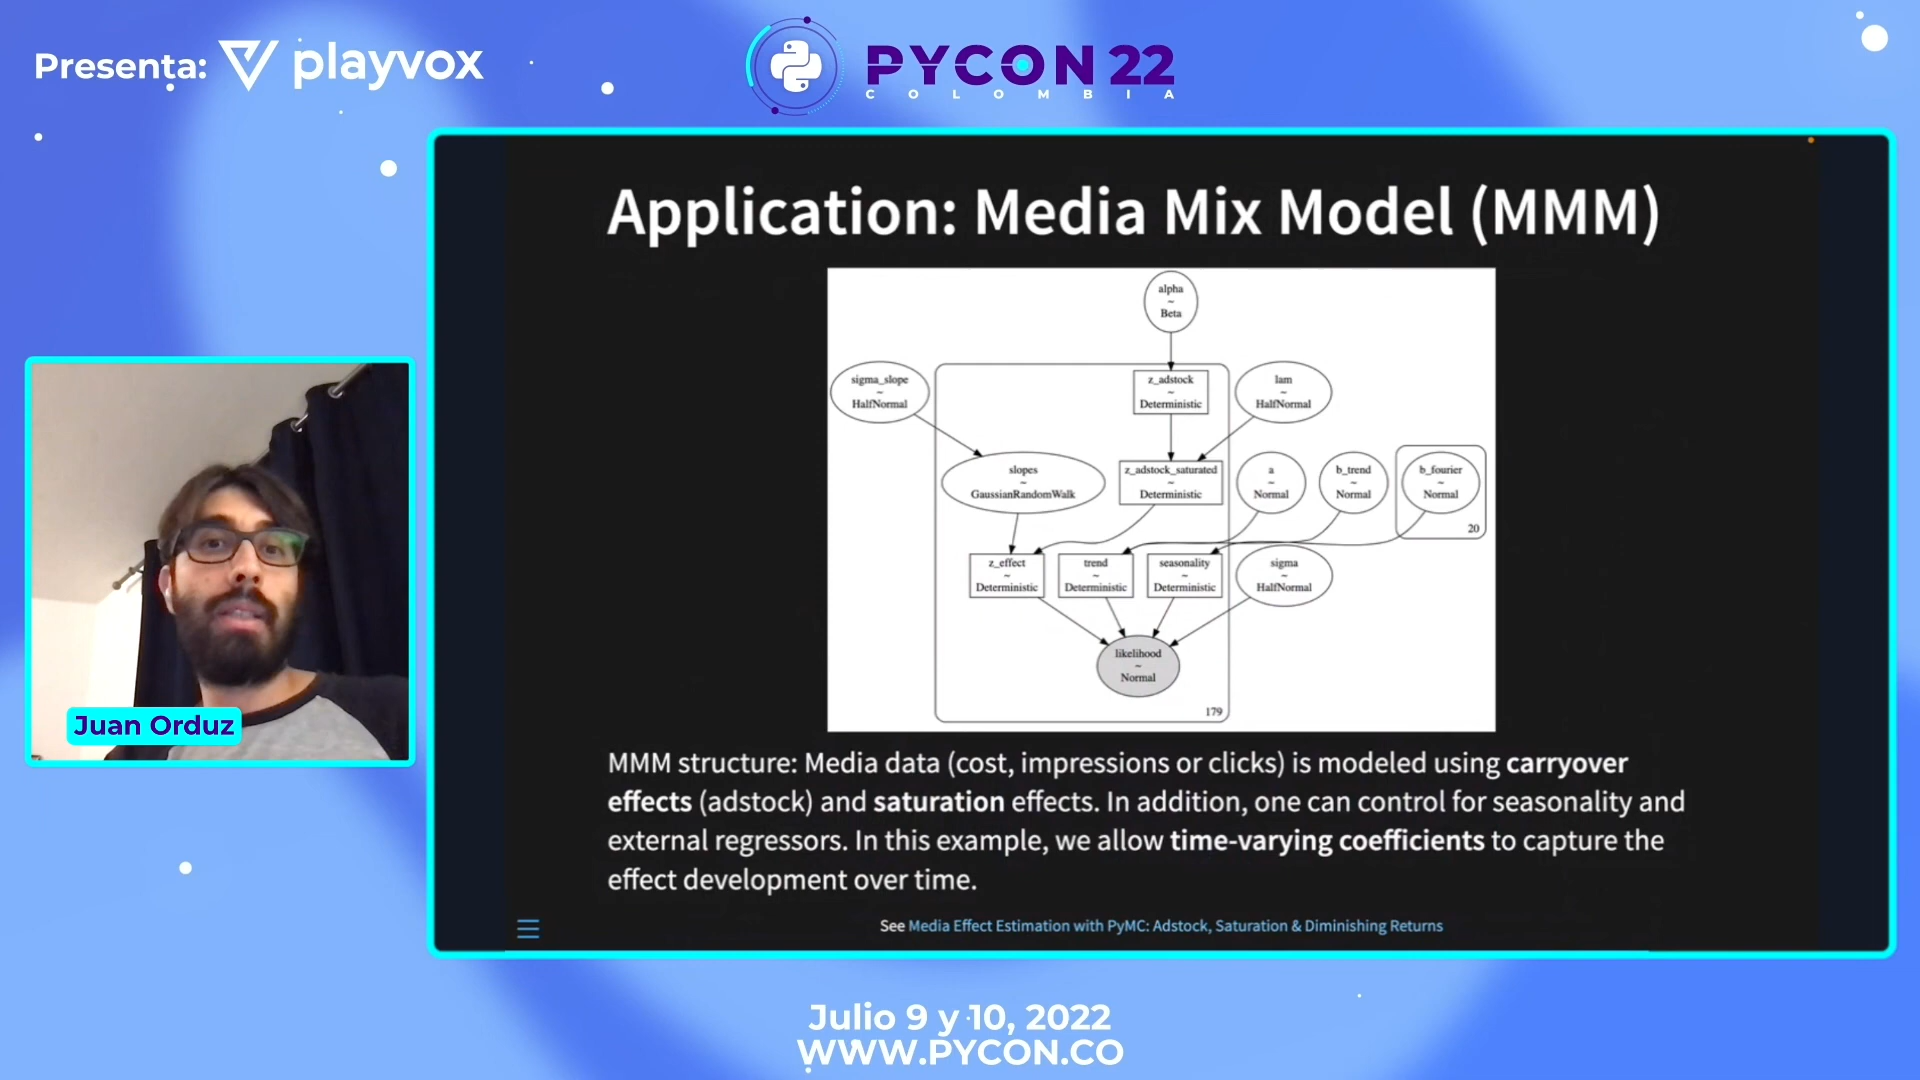 Presenta: playvox
PYCON 22
COLOMBIA
Application: Media Mix Model (MMM)
alpha
~
Beta
sigma_slope
~
HalfNormal
z_adstock
~
Deterministic
lam
~
HalfNormal
slopes
~
GaussianRandomWalk
z_adstock_saturated
~
Deterministic
a
~
Normal
b_trend
~
Normal
b_fourier
~
Normal
20
z_effect
~
Deterministic
trend
~
Deterministic
seasonality
~
Deterministic
sigma
~
HalfNormal
likelihood
~
Normal
179
Juan Orduz
MMM structure: Media data (cost, impressions or clicks) is modeled using carryover
effects (adstock) and saturation effects. In addition, one can control for seasonality and
external regressors. In this example, we allow time-varying coefficients to capture the
effect development over time.
See Media Effect Estimation with PyMC: Adstock, Saturation & Diminishing Returns
Julio 9 y 10, 2022
WWW.PYCON.CO